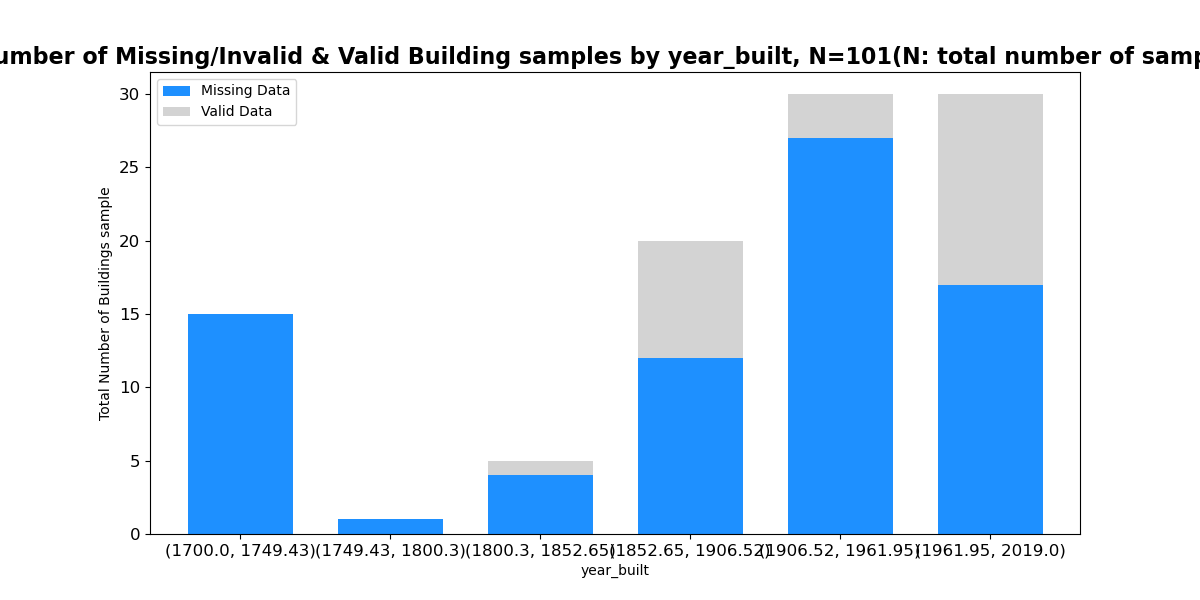 umber of Missing/Invalid & Valid Building samples by year_built, N=101(N: total number of samp
Missing Data
Valid Data
Total Number of Buildings sample
30
25
20
15
10
5
0
(1700.0, 1749.43)
(1749.43, 1800.3)
(1800.3, 1852.65)
(1852.65, 1906.52)
(1906.52, 1961.95)
(1961.95, 2019.0)
year_built